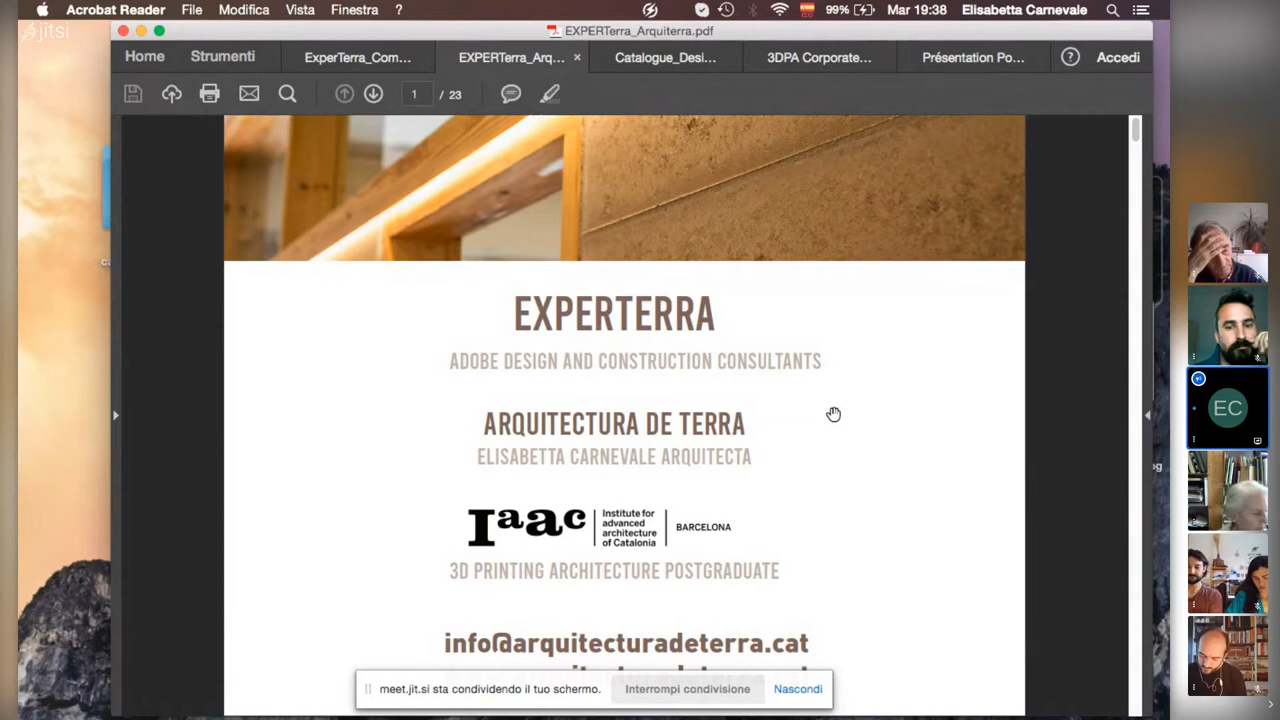 Acrobat Reader File Modifica Vista Finestra ? 99% Mar 19:38 Elisabetta Carnevale
jitsi
EXPERTerra_Arquiterra.pdf
Home Strumenti ExperTerra_Com... EXPERTerra_Arq... × Catalogue_Desi... 3DPA Corporate... Présentation Po... ? Accedi
1 / 23
EXPERTERRA
ADOBE DESIGN AND CONSTRUCTION CONSULTANTS
ARQUITECTURA DE TERRA
ELISABETTA CARNEVALE ARQUITECTA
Iaac
Institute for
advanced
architecture
of Catalonia
BARCELONA
3D PRINTING ARCHITECTURE POSTGRADUATE
info@arquitecturadeterra.cat
meet.jit.si sta condividendo il tuo schermo. Interrompi condivisione Nascondi
EC